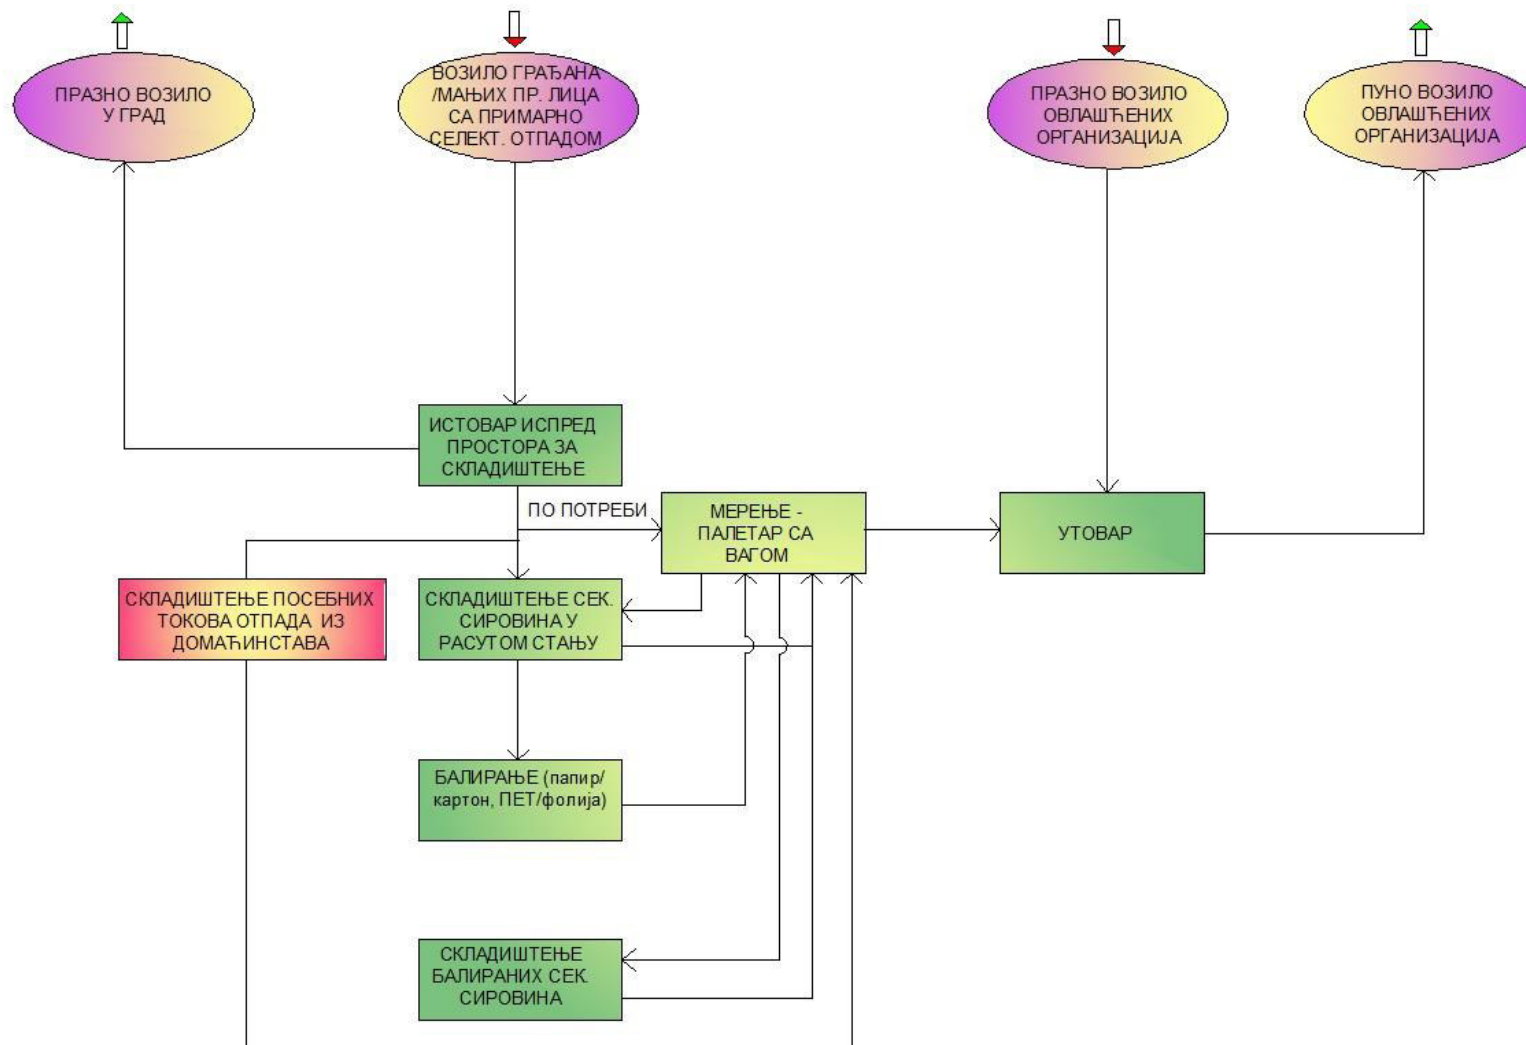 ПРАЗНО ВОЗИЛО
У ГРАД
ВОЗИЛО ГРАЂАНА
/МАЊИХ ПР. ЛИЦА
СА ПРИМАРНО
СЕЛЕКТ. ОТПАДОМ
ПРАЗНО ВОЗИЛО
ОВЛАШЋЕНИХ
ОРГАНИЗАЦИЈА
ПУНО ВОЗИЛО
ОВЛАШЋЕНИХ
ОРГАНИЗАЦИЈА
ИСТОВАР ИСПРЕД
ПРОСТОРА ЗА
СКЛАДИШТЕЊЕ
ПО ПОТРЕБИ
МЕРЕЊЕ -
ПАЛЕТАР СА
ВАГОМ
УТОВАР
СКЛАДИШТЕЊЕ ПОСЕБНИХ
ТОКОВА ОТПАДА ИЗ
ДОМАЋИНСТАВА
СКЛАДИШТЕЊЕ СЕК.
СИРОВИНА У
РАСУТОМ СТАЊУ
БАЛИРАЊЕ (папир/
картон, ПЕТ/фолија)
СКЛАДИШТЕЊЕ
БАЛИРАНИХ СЕК.
СИРОВИНА